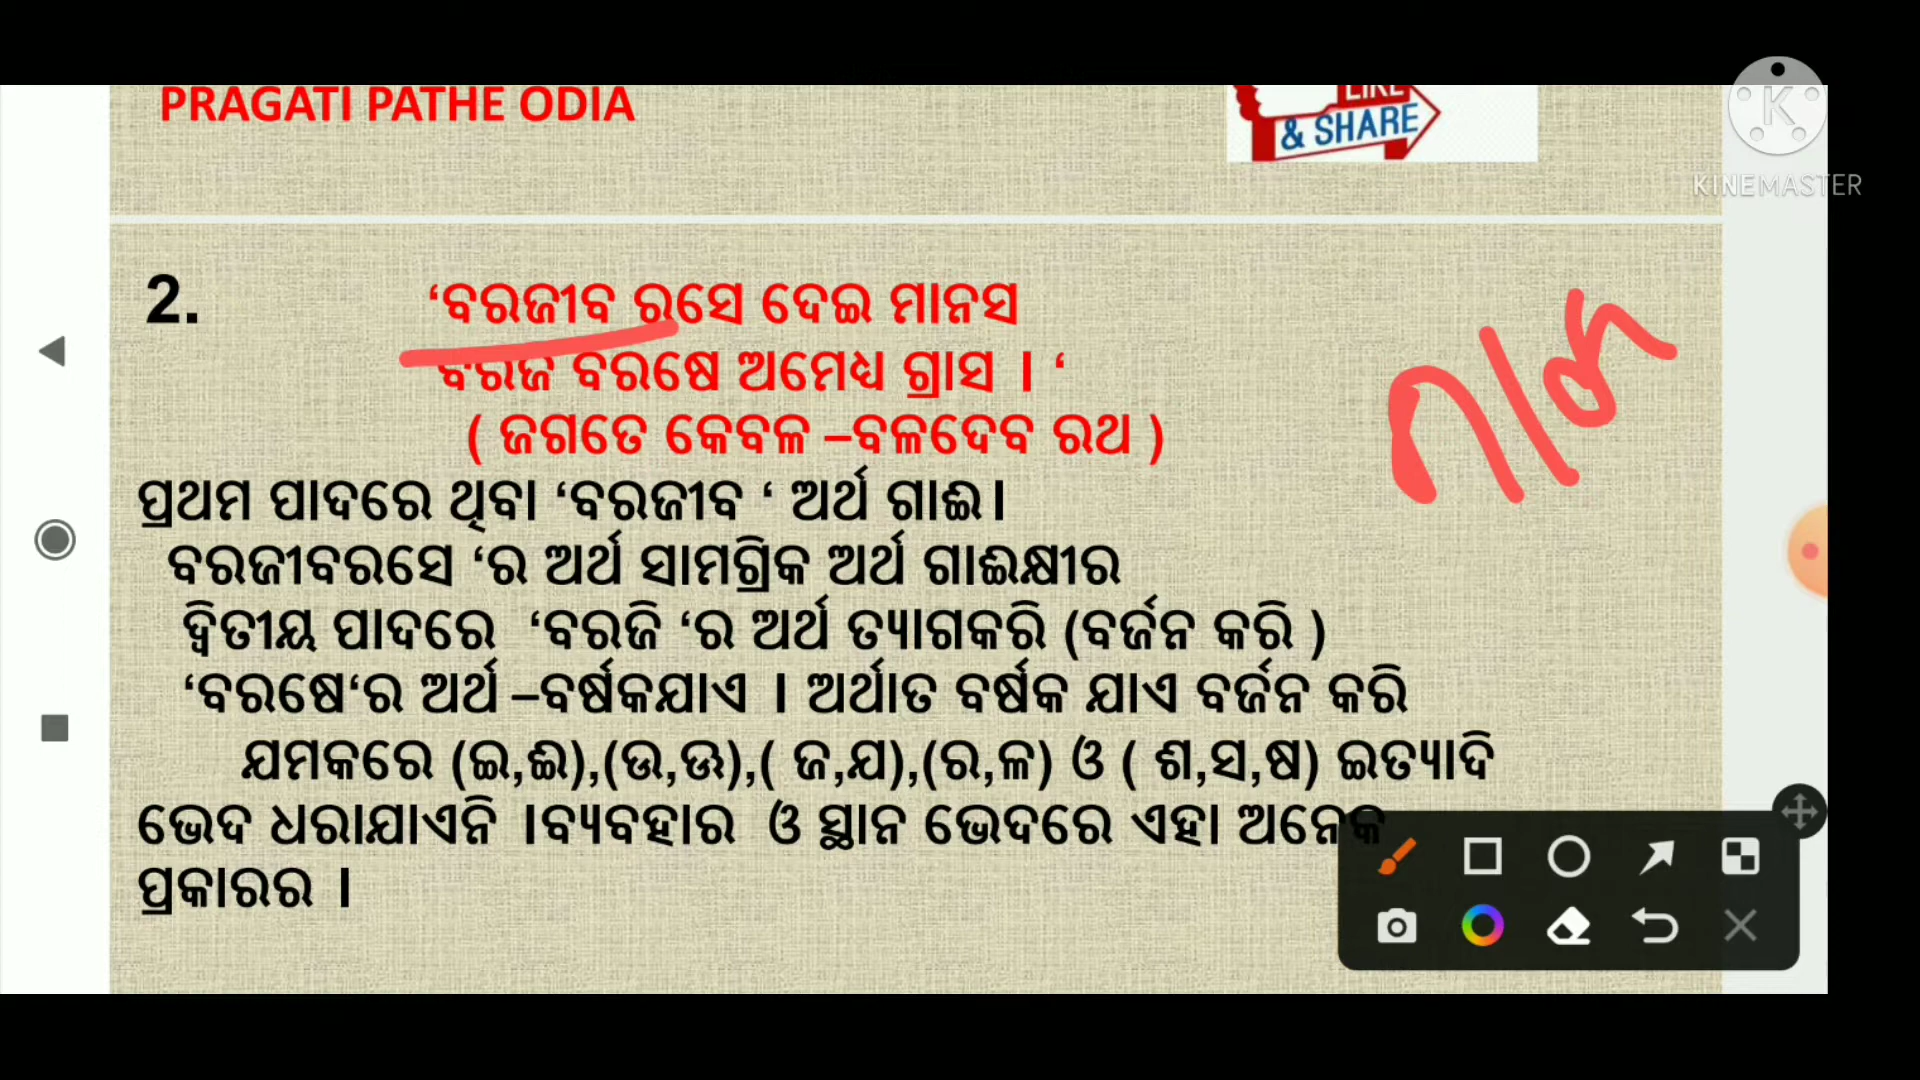 PRAGATI PATHE ODIA
LIKE
& SHARE
KINEMASTER
2. ‘ବରଜୀବ ରସେ ଦେଇ ମାନସ
ବରଜି ବରଷେ ଅମେଧ୍ୟ ଗ୍ରାସ । ‘
( ଜଗତେ କେବଳ –ବଳଦେବ ରଥ )
ପ୍ରଥମ ପାଦରେ ଥିବା ‘ବରଜୀବ ‘ ଅର୍ଥ ଗାଈ।
ବରଜୀବରସେ ‘ର ଅର୍ଥ ସାମଗ୍ରିକ ଅର୍ଥ ଗାଈକ୍ଷୀର
ଦ୍ୱିତୀୟ ପାଦରେ ‘ବରଜି ‘ର ଅର୍ଥ ତ୍ୟାଗକରି (ବର୍ଜନ କରି )
‘ବରଷେ‘ର ଅର୍ଥ –ବର୍ଷକଯାଏ । ଅର୍ଥାତ ବର୍ଷକ ଯାଏ ବର୍ଜନ କରି
ଯମକରେ (ଇ,ଈ),(ଉ,ଊ),( ଜ,ଯ),(ର,ଳ) ଓ ( ଶ,ସ,ଷ) ଇତ୍ୟାଦି
ଭେଦ ଧରାଯାଏନି ।ବ୍ୟବହାର ଓ ସ୍ଥାନ ଭେଦରେ ଏହା ଅନେକ
ପ୍ରକାରର ।